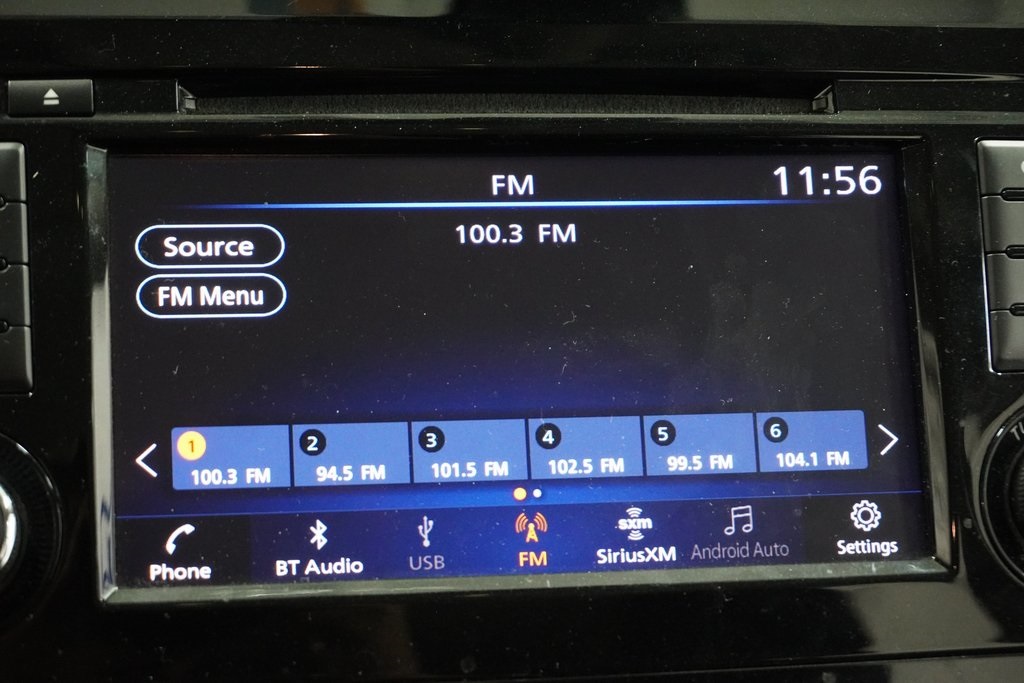 FM
11:56
Source
100.3 FM
FM Menu
1
100.3 FM
2
94.5 FM
3
101.5 FM
4
102.5 FM
5
99.5 FM
6
104.1 FM
Phone
BT Audio
USB
FM
sxm
SiriusXM
Android Auto
Settings